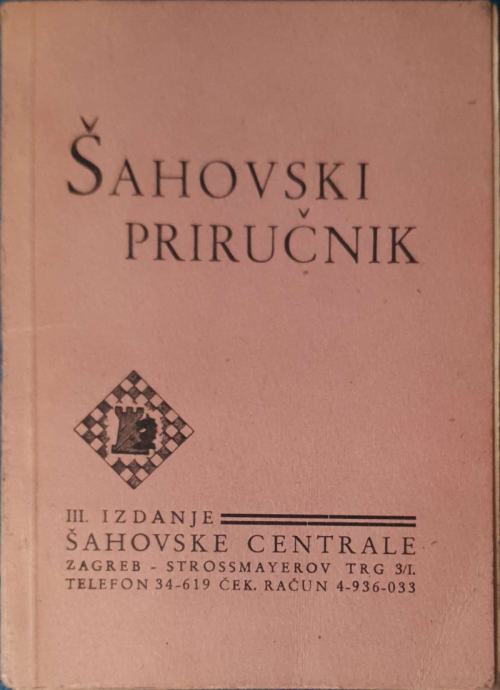 ŠAHOVSKI
PRIRUČNIK
III. IZDANJE
ŠAHOVSKE CENTRALE
ZAGREB - STROSSMAYEROV TRG 3/I.
TELEFON 34-619 ČEK. RAČUN 4-936-033